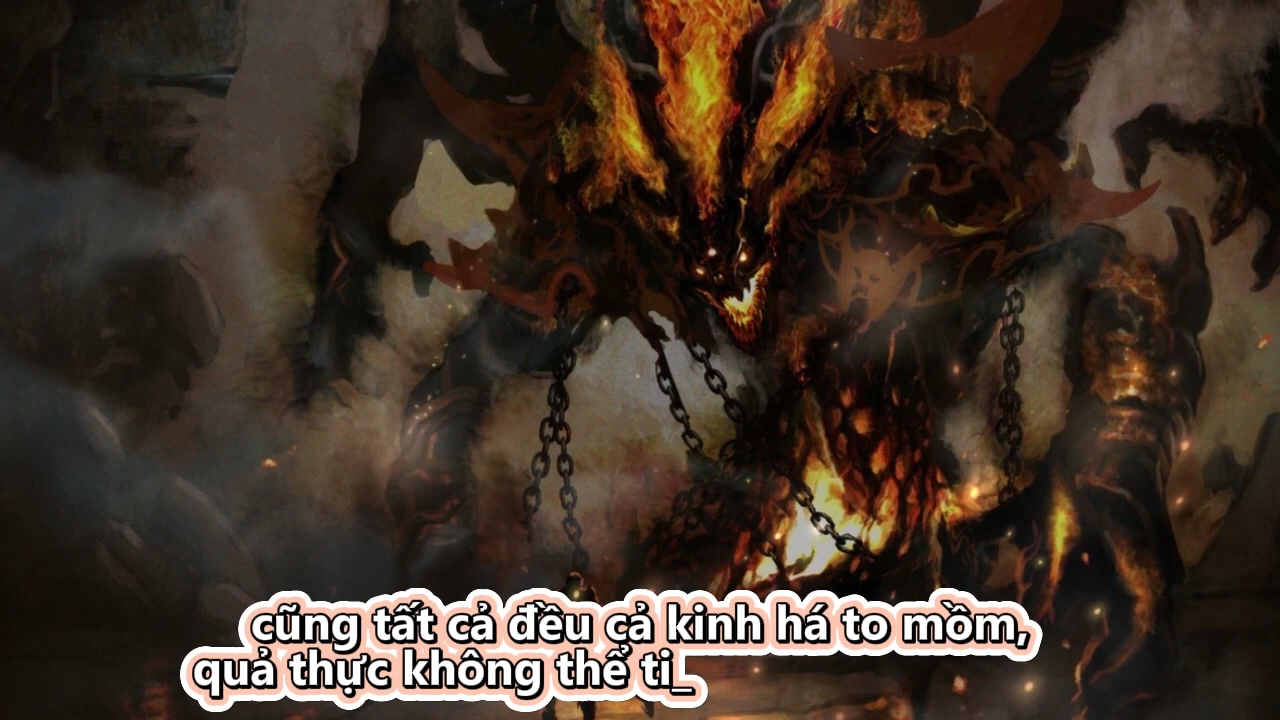 cũng tất cả đều cả kinh há to mồm,
quả thực không thể ti_